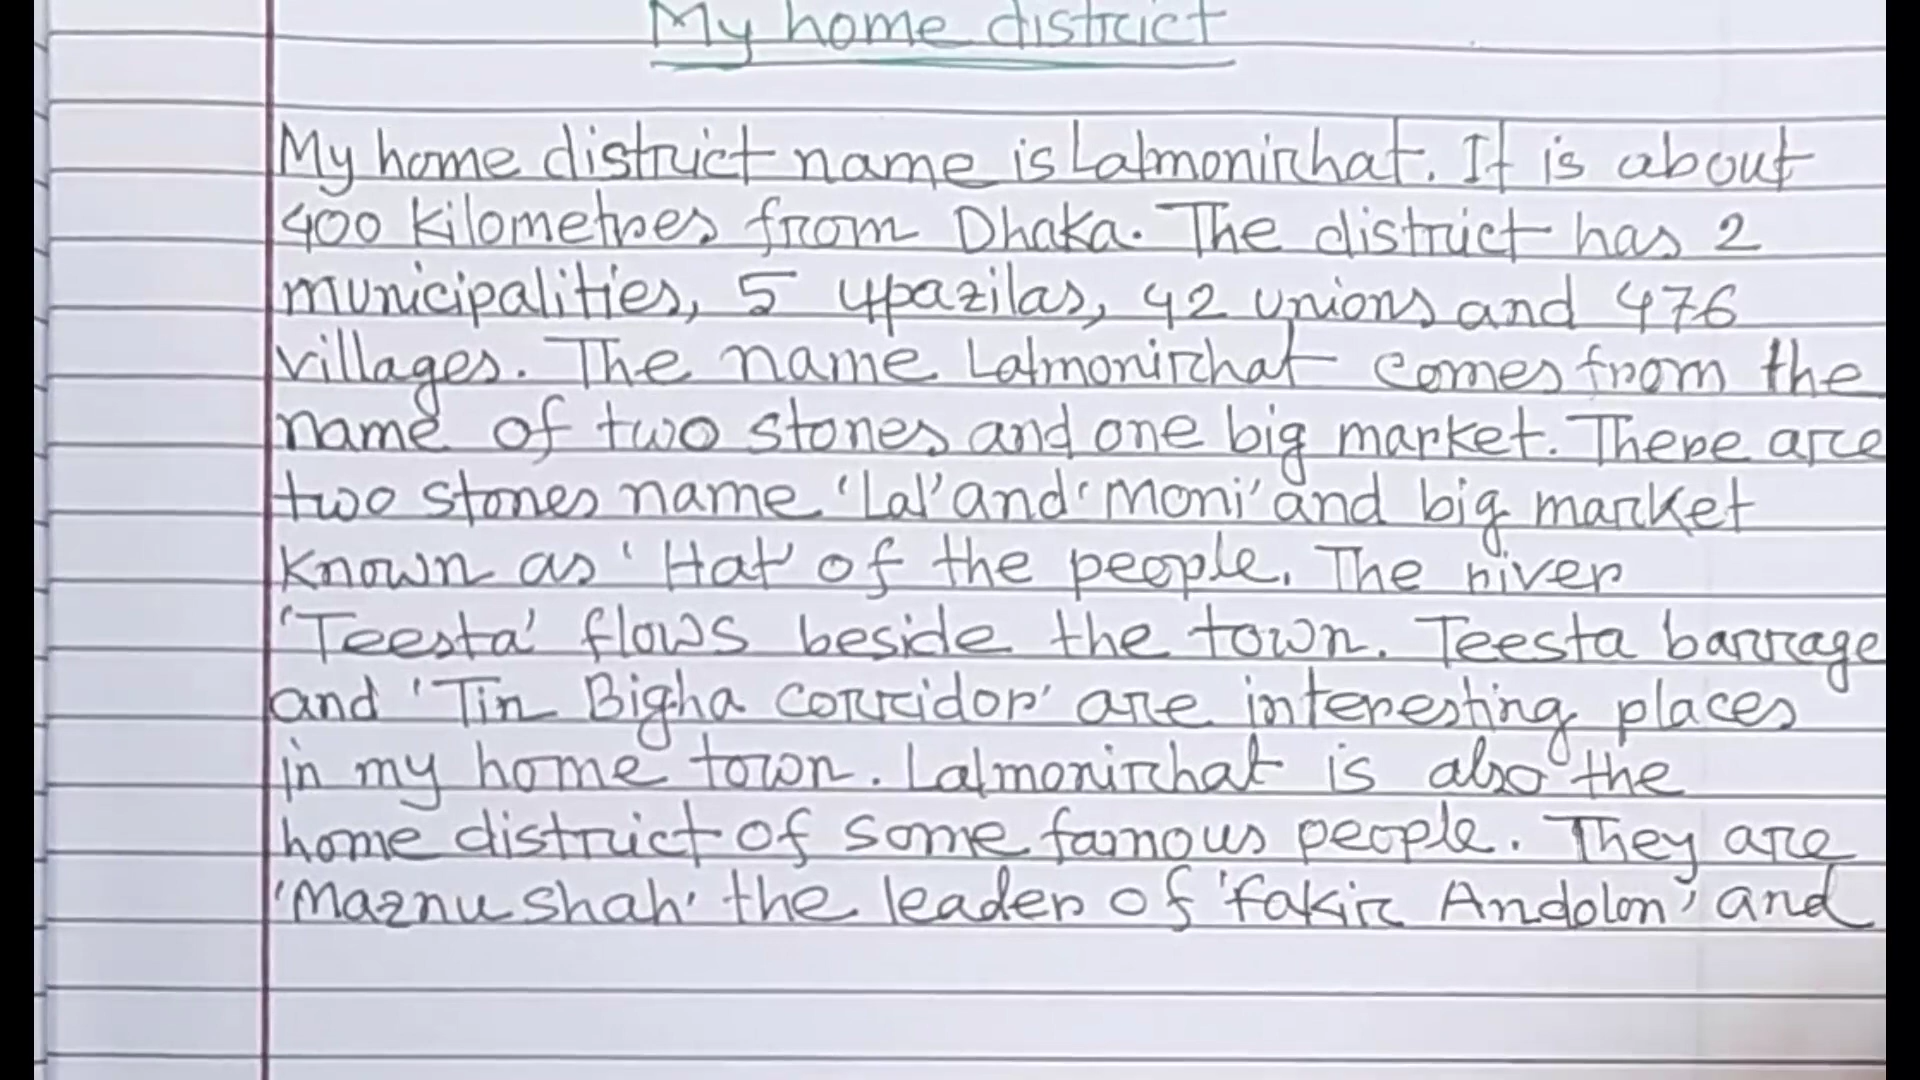 My home district
My home district name is Lalmonirhat. It is about
400 kilometres from Dhaka. The district has 2
municipalities, 5 upazilas, 42 unions and 476
villages. The name Lalmonirhat comes from the
name of two stones and one big market. There are
two stones name 'Lal' and 'Moni' and big market
known as 'Hat' of the people. The river
'Teesta' flows beside the town. Teesta barrage
and 'Tin Bigha corridor' are interesting places
in my home town. Lalmonirhat is also the
home district of some famous people. They are
'Maznu shah' the leader of 'fakir Andolon', and